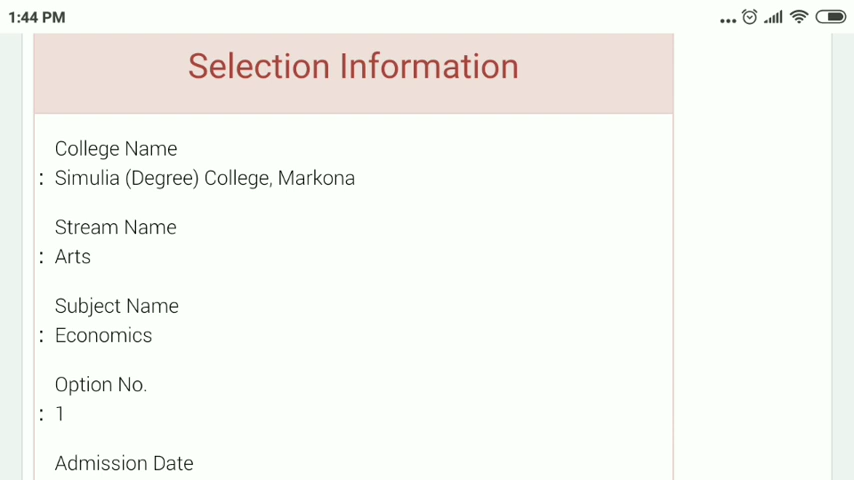 1:44 PM
Selection Information
College Name
: Simulia (Degree) College, Markona
Stream Name
: Arts
Subject Name
: Economics
Option No.
: 1
Admission Date